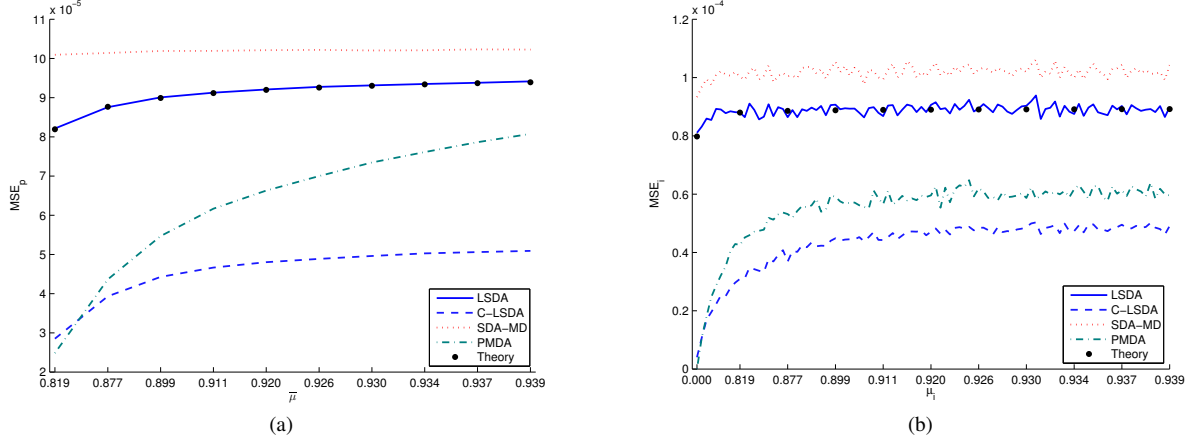 x 10⁻⁵
11
10
9
8
7
6
5
4
3
2
MSE_p
0.819 0.877 0.899 0.911 0.920 0.926 0.930 0.934 0.937 0.939
μ̅
LSDA
C−LSDA
SDA−MD
PMDA
Theory
(a)
x 10⁻⁴
1.2
1
0.8
0.6
0.4
0.2
0
MSE_i
0.000 0.819 0.877 0.899 0.911 0.920 0.926 0.930 0.934 0.937 0.939
μ_i
LSDA
C−LSDA
SDA−MD
PMDA
Theory
(b)